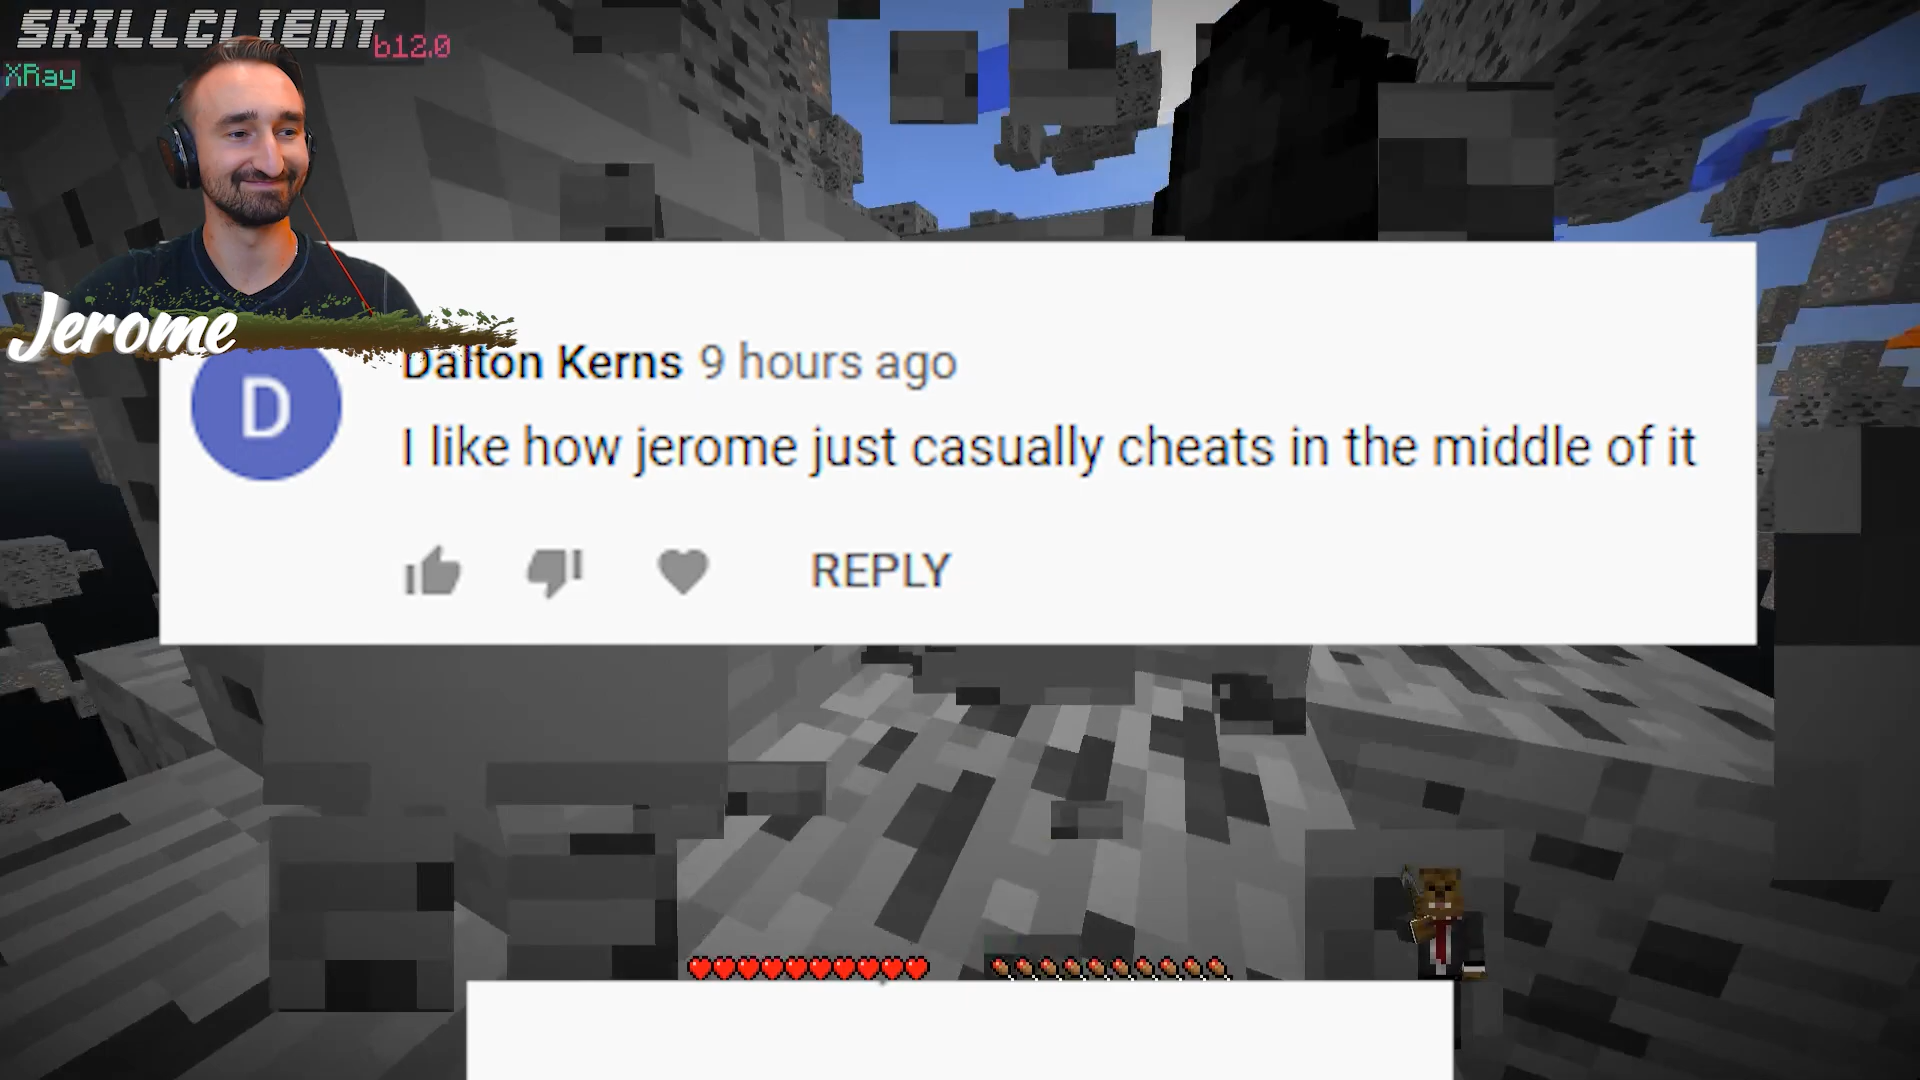 SKILLCLIENT b12.0
XRay
Jerome
Dalton Kerns 9 hours ago
D
I like how jerome just casually cheats in the middle of it
REPLY